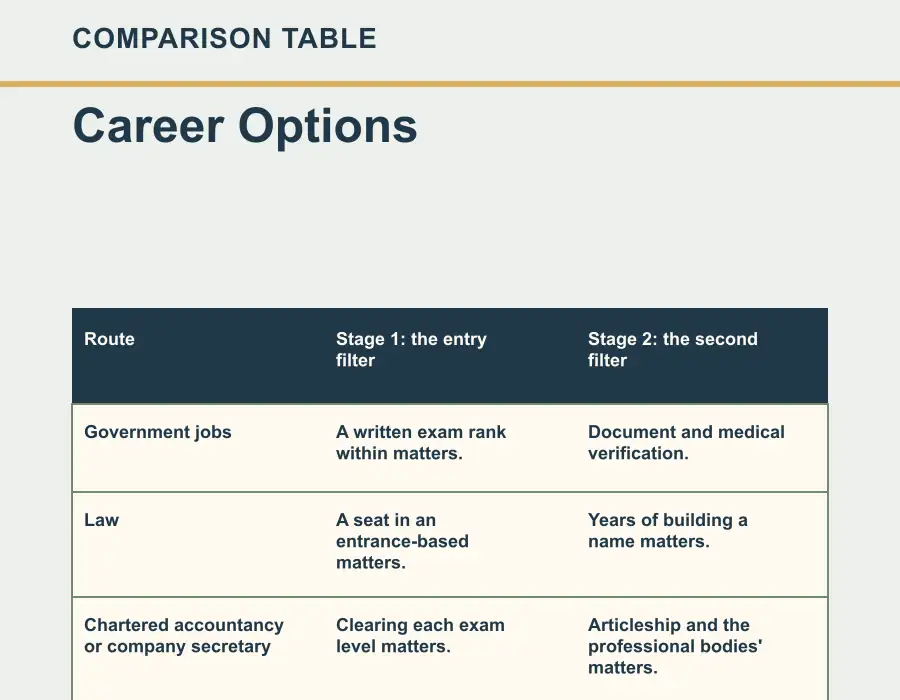 COMPARISON TABLE
Career Options
Route
Stage 1: the entry
filter
Stage 2: the second
filter
Government jobs
A written exam rank
within matters.
Document and medical
verification.
Law
A seat in an
entrance-based
matters.
Years of building a
name matters.
Chartered accountancy
or company secretary
Clearing each exam
level matters.
Articleship and the
professional bodies'
matters.